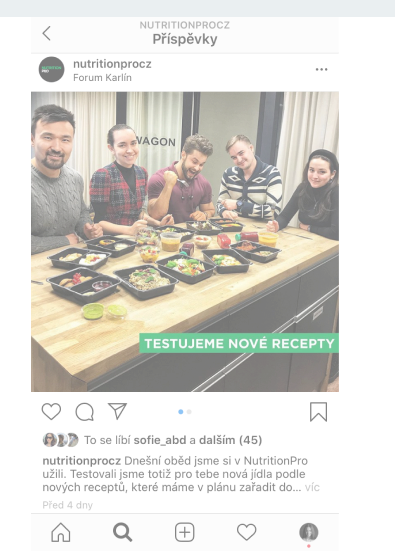 NUTRITIONPROCZ
Příspěvky
nutritionprocz
Forum Karlín
WAGON
TESTUJEME NOVÉ RECEPTY
To se líbí sofie_abd a dalším (45)
nutritionprocz Dnešní oběd jsme si v NutritionPro
užili. Testovali jsme totiž pro tebe nová jídla podle
nových receptů, které máme v plánu zařadit do... víc
Před 4 dny